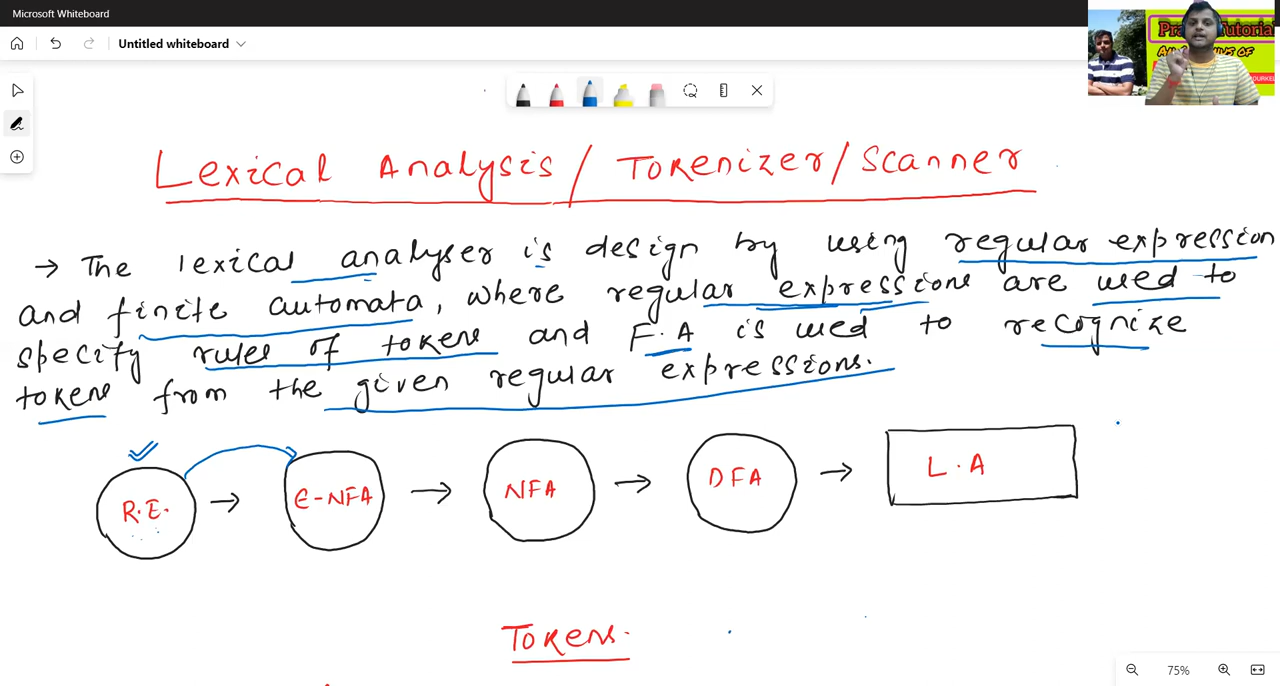 Microsoft Whiteboard
Untitled whiteboard
Lexical Analysis / Tokenizer / Scanner
→ The lexical analyser is design by using regular expression
and finite automata, where regular expressions are used to
specify rules of tokens and F.A is used to recognize
tokens from the given regular expressions.
R.E. → ϵ-NFA → NFA → DFA → L.A
Tokens.
75%